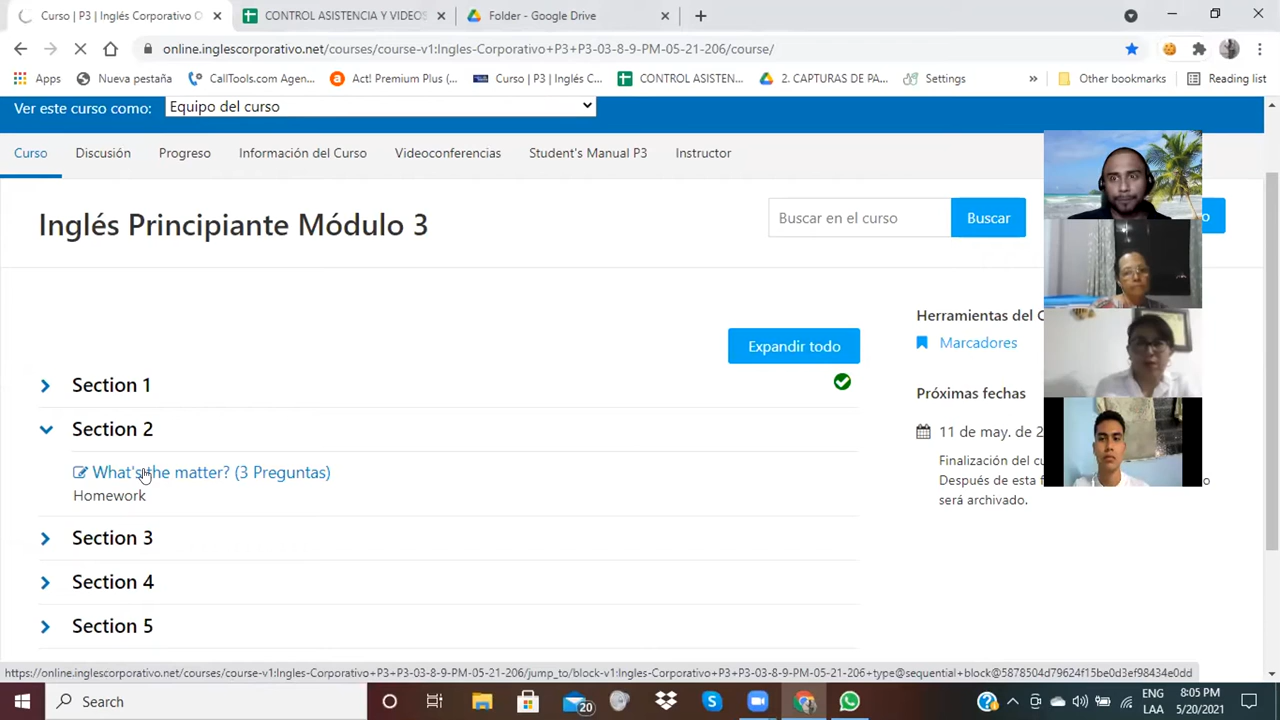 Curso | P3 | Inglés Corporativo O
CONTROL ASISTENCIA Y VIDEOS
Folder - Google Drive
online.inglescorporativo.net/courses/course-v1:Ingles-Corporativo+P3+P3-03-8-9-PM-05-21-206/course/
Apps
Nueva pestaña
CallTools.com Agen...
Act! Premium Plus (...
Curso | P3 | Inglés C...
CONTROL ASISTEN...
2. CAPTURAS DE PA...
Settings
»
Other bookmarks
Reading list
Ver este curso como:
Equipo del curso
Curso
Discusión
Progreso
Información del Curso
Videoconferencias
Student's Manual P3
Instructor
Inglés Principiante Módulo 3
Buscar en el curso
Buscar
o
Expandir todo
Herramientas del C
Marcadores
Próximas fechas
11 de may. de 2
Finalización del cu
Después de esta f
o
será archivado.
Section 1
Section 2
What's the matter? (3 Preguntas)
Homework
Section 3
Section 4
Section 5
https://online.inglescorporativo.net/courses/course-v1:Ingles-Corporativo+P3+P3-03-8-9-PM-05-21-206/jump_to/block-v1:Ingles-Corporativo+P3+P3-03-8-9-PM-05-21-206+type@sequential+block@5878504d79624f15be0d3ef98434e0dd
Search
20
ENG
LAA
8:05 PM
5/20/2021